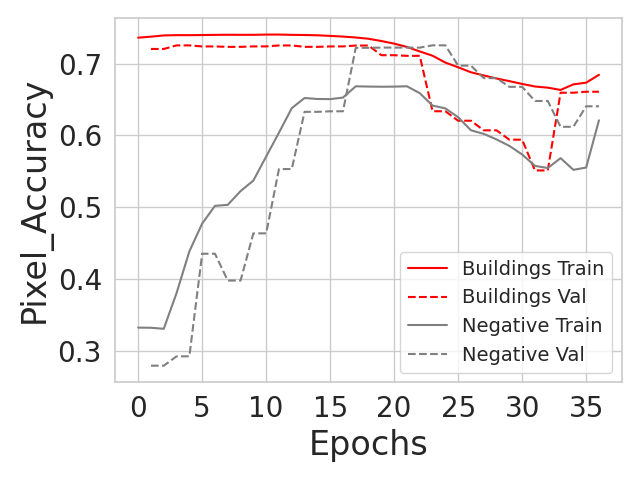 Pixel_Accuracy
0.7
0.6
0.5
0.4
0.3
0 5 10 15 20 25 30 35
Epochs
Buildings Train
Buildings Val
Negative Train
Negative Val